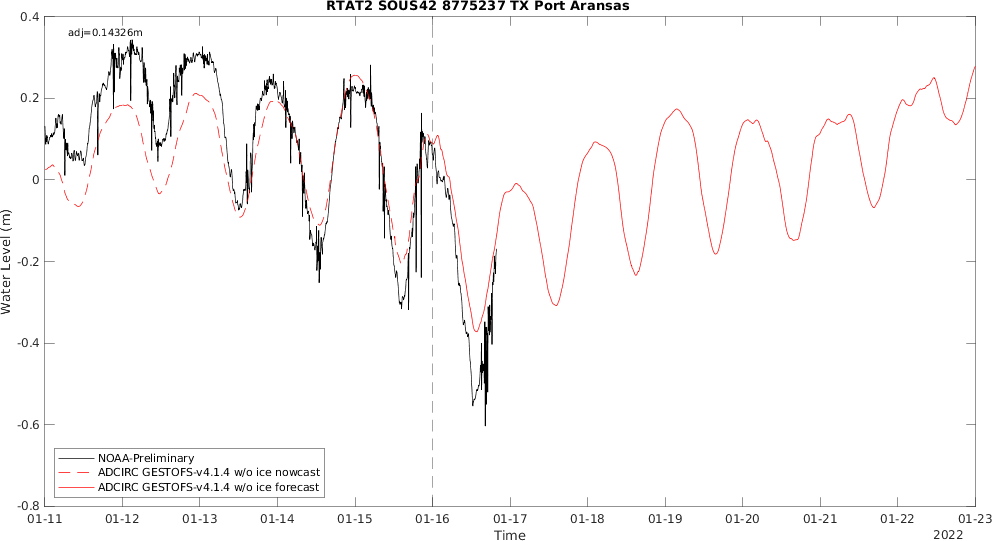 RTAT2 SOUS42 8775237 TX Port Aransas
adj=0.14326m
0.4
0.2
0
-0.2
-0.4
-0.6
-0.8
Water Level (m)
NOAA-Preliminary
ADCIRC GESTOFS-v4.1.4 w/o ice nowcast
ADCIRC GESTOFS-v4.1.4 w/o ice forecast
01-11 01-12 01-13 01-14 01-15 01-16 01-17 01-18 01-19 01-20 01-21 01-22 01-23
Time
2022